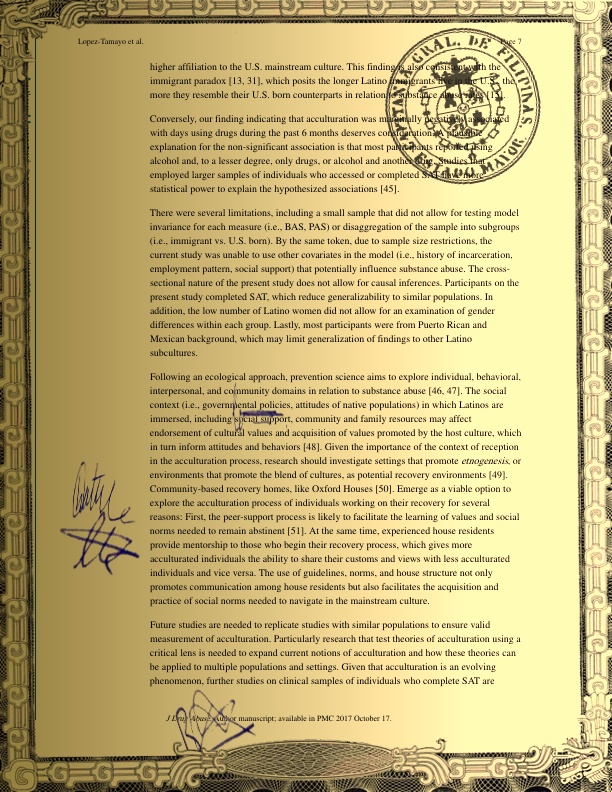 Lopez-Tamayo et al.
Page 7
higher affiliation to the U.S. mainstream culture. This finding is also consistent with the
immigrant paradox [13, 31], which posits the longer Latino immigrants live in the U.S., the
more they resemble their U.S. born counterparts in relation to substance abuse rates [15].
Conversely, our finding indicating that acculturation was marginally negatively associated
with days using drugs during the past 6 months deserves consideration. A plausible
explanation for the non-significant association is that most participants reported using
alcohol and, to a lesser degree, only drugs, or alcohol and another drug. Studies that
employed larger samples of individuals who accessed or completed SAT have more
statistical power to explain the hypothesized associations [45].
There were several limitations, including a small sample that did not allow for testing model
invariance for each measure (i.e., BAS, PAS) or disaggregation of the sample into subgroups
(i.e., immigrant vs. U.S. born). By the same token, due to sample size restrictions, the
current study was unable to use other covariates in the model (i.e., history of incarceration,
employment pattern, social support) that potentially influence substance abuse. The cross-
sectional nature of the present study does not allow for causal inferences. Participants on the
present study completed SAT, which reduce generalizability to similar populations. In
addition, the low number of Latino women did not allow for an examination of gender
differences within each group. Lastly, most participants were from Puerto Rican and
Mexican background, which may limit generalization of findings to other Latino
subcultures.
Following an ecological approach, prevention science aims to explore individual, behavioral,
interpersonal, and community domains in relation to substance abuse [46, 47]. The social
context (i.e., governmental policies, attitudes of native populations) in which Latinos are
immersed, including social support, community and family resources may affect
endorsement of cultural values and acquisition of values promoted by the host culture, which
in turn inform attitudes and behaviors [48]. Given the importance of the context of reception
in the acculturation process, research should investigate settings that promote etnogenesis, or
environments that promote the blend of cultures, as potential recovery environments [49].
Community-based recovery homes, like Oxford Houses [50]. Emerge as a viable option to
explore the acculturation process of individuals working on their recovery for several
reasons: First, the peer-support process is likely to facilitate the learning of values and social
norms needed to remain abstinent [51]. At the same time, experienced house residents
provide mentorship to those who begin their recovery process, which gives more
acculturated individuals the ability to share their customs and views with less acculturated
individuals and vice versa. The use of guidelines, norms, and house structure not only
promotes communication among house residents but also facilitates the acquisition and
practice of social norms needed to navigate in the mainstream culture.
Future studies are needed to replicate studies with similar populations to ensure valid
measurement of acculturation. Particularly research that test theories of acculturation using a
critical lens is needed to expand current notions of acculturation and how these theories can
be applied to multiple populations and settings. Given that acculturation is an evolving
phenomenon, further studies on clinical samples of individuals who complete SAT are
J Drug Abuse. Author manuscript; available in PMC 2017 October 17.
CAPITANIA GRAL. DE FILIPINAS.
ESTADO MAYOR